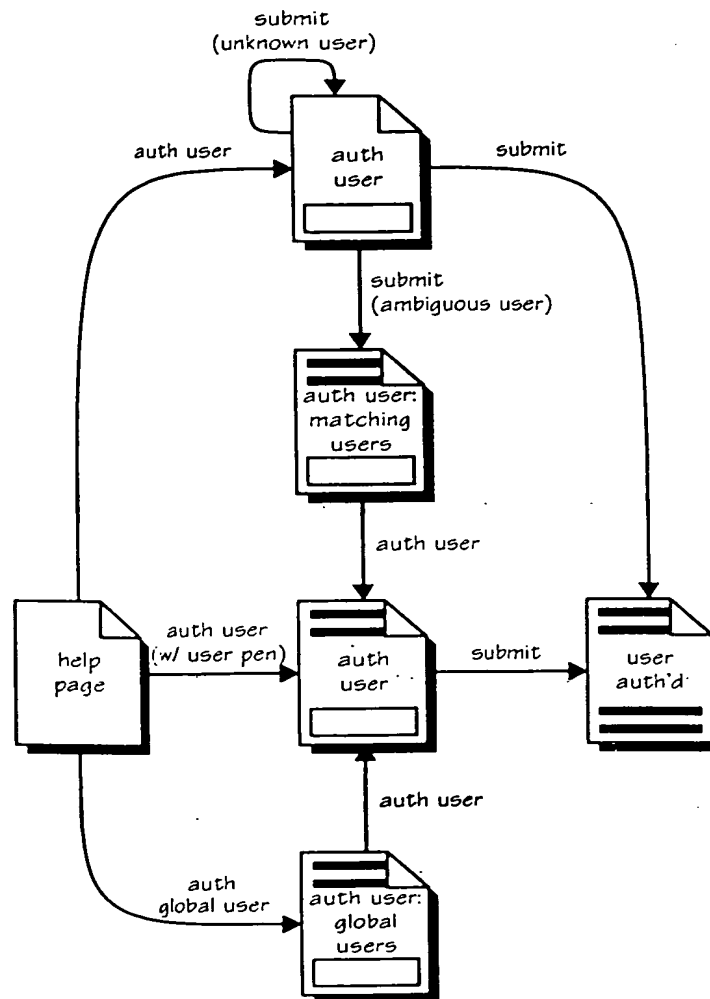 submit
(unknown user)
auth user
auth
user
submit
submit
(ambiguous user)
auth user:
matching
users
auth user
help
page
auth user
(w/ user pen)
auth
user
submit
user
auth'd
auth user
auth
global user
auth user:
global
users